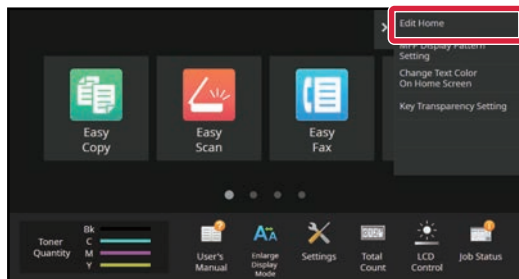 Edit Home
MFP Display Pattern
Setting
Change Text Color
On Home Screen
Key Transparency Setting
Easy
Copy
Easy
Scan
Easy
Fax
Toner
Quantity
Bk
C
M
Y
User's
Manual
Enlarge
Display
Mode
Settings
Total
Count
LCD
Control
Job Status